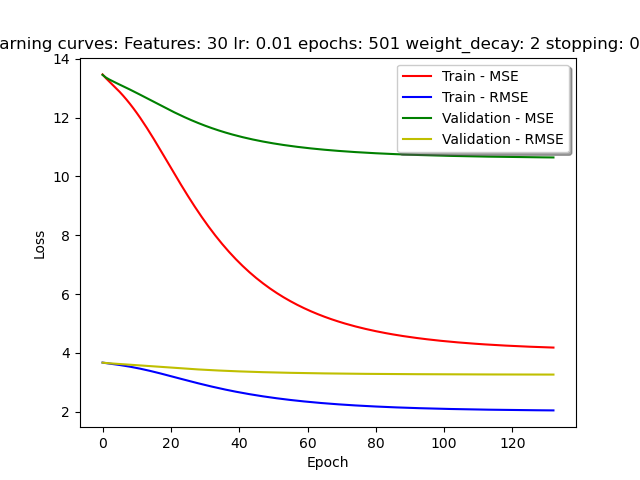 arning curves: Features: 30 lr: 0.01 epochs: 501 weight_decay: 2 stopping: 0
14
12
10
8
6
4
2
Loss
Train - MSE
Train - RMSE
Validation - MSE
Validation - RMSE
0 20 40 60 80 100 120
Epoch